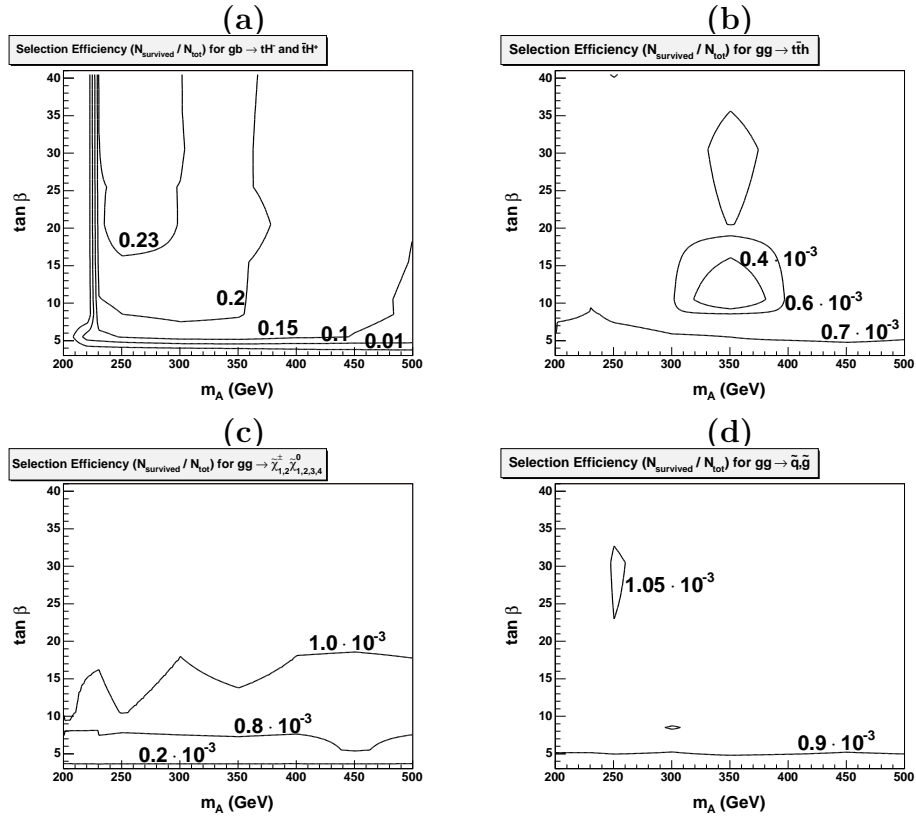 (a)
Selection Efficiency (N_survived / N_tot) for gb → tH⁻ and t̄H⁺
tan β
40
35
30
25
20
15
10
5
0.23
0.2
0.15
0.1
0.01
200 250 300 350 400 450 500
m_A (GeV)
(b)
Selection Efficiency (N_survived / N_tot) for gg → tt̄h
tan β
40
35
30
25
20
15
10
5
0.4 · 10⁻³
0.6 · 10⁻³
0.7 · 10⁻³
200 250 300 350 400 450 500
m_A (GeV)
(c)
Selection Efficiency (N_survived / N_tot) for gg → χ̃±_1,2 χ̃⁰_1,2,3,4
tan β
40
35
30
25
20
15
10
5
1.0 · 10⁻³
0.8 · 10⁻³
0.2 · 10⁻³
200 250 300 350 400 450 500
m_A (GeV)
(d)
Selection Efficiency (N_survived / N_tot) for gg → q̃,g̃
tan β
40
35
30
25
20
15
10
5
1.05 · 10⁻³
0.9 · 10⁻³
200 250 300 350 400 450 500
m_A (GeV)